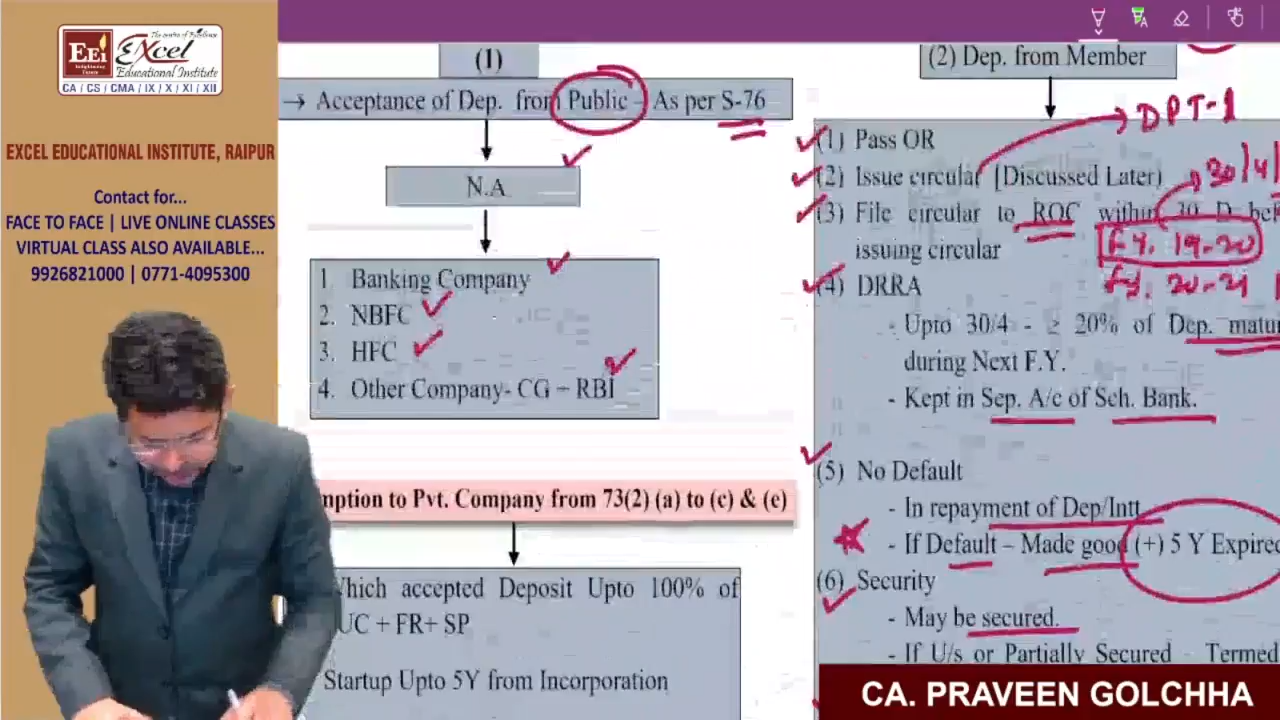 The centre of Excellence
EEi
Excel
Educational Institute
CA / CS / CMA / IX / X / XI / XII
EXCEL EDUCATIONAL INSTITUTE, RAIPUR
Contact for...
FACE TO FACE | LIVE ONLINE CLASSES
VIRTUAL CLASS ALSO AVAILABLE...
9926821000 | 0771-4095300
(1)
→ Acceptance of Dep. from Public – As per S-76
N.A
1. Banking Company
2. NBFC
3. HFC
4. Other Company- CG – RBI
mption to Pvt. Company from 73(2) (a) to (c) & (e)
Which accepted Deposit Upto 100% of
UC + FR+ SP
Startup Upto 5Y from Incorporation
(2) Dep. from Member
DPT-1
(1) Pass OR
(2) Issue circular [Discussed Later)
30/4/
(3) File circular to ROC within 30 D bef
issuing circular
F.Y. 19-20
F.Y. 20-21
(4) DRRA
- Upto 30/4 - ≥ 20% of Dep. matu
during Next F.Y.
- Kept in Sep. A/c of Sch. Bank.
(5) No Default
- In repayment of Dep/Intt
- If Default – Made good (+) 5 Y Expired
(6) Security
- May be secured.
- If U/s or Partially Secured – Termed
CA. PRAVEEN GOLCHHA